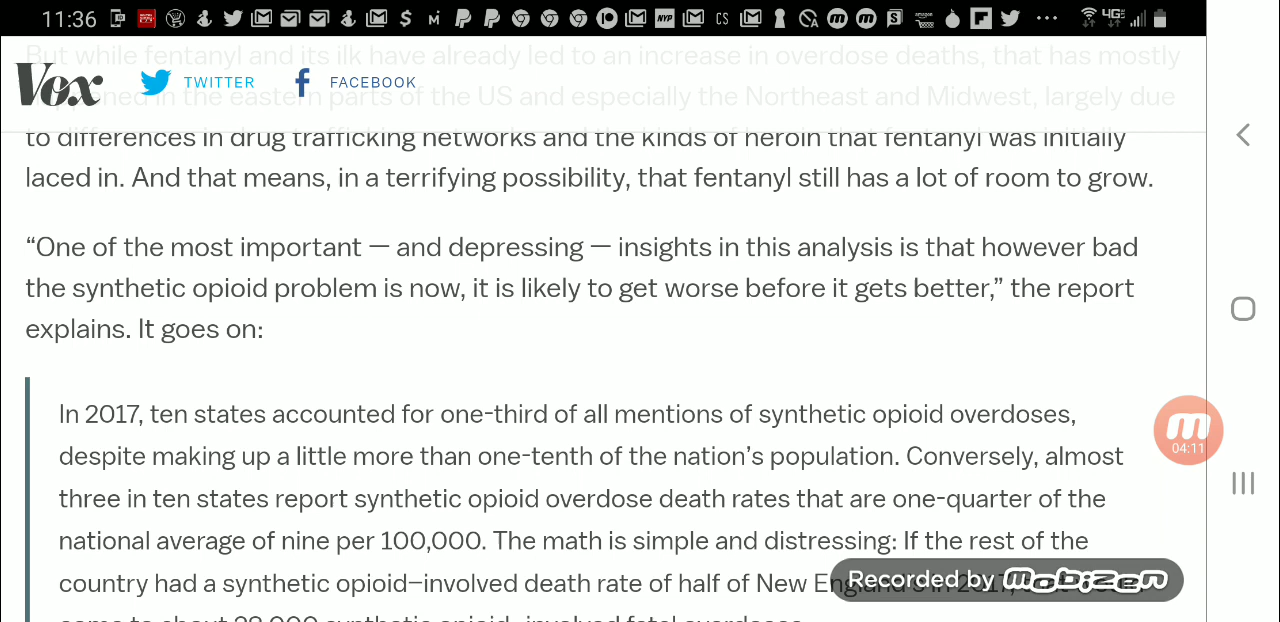 11:36
NYP
CS
4GE
But while fentanyl and its ilk have already led to an increase in overdose deaths, that has mostly
Vox TWITTER FACEBOOK
in the eastern parts of the US and especially the Northeast and Midwest, largely due
to differences in drug trafficking networks and the kinds of heroin that fentanyl was initially
laced in. And that means, in a terrifying possibility, that fentanyl still has a lot of room to grow.
“One of the most important — and depressing — insights in this analysis is that however bad
the synthetic opioid problem is now, it is likely to get worse before it gets better,” the report
explains. It goes on:
In 2017, ten states accounted for one-third of all mentions of synthetic opioid overdoses,
despite making up a little more than one-tenth of the nation’s population. Conversely, almost
three in ten states report synthetic opioid overdose death rates that are one-quarter of the
national average of nine per 100,000. The math is simple and distressing: If the rest of the
country had a synthetic opioid–involved death rate of half of New England’s in 2017,
m
04:11
Recorded by mobizen